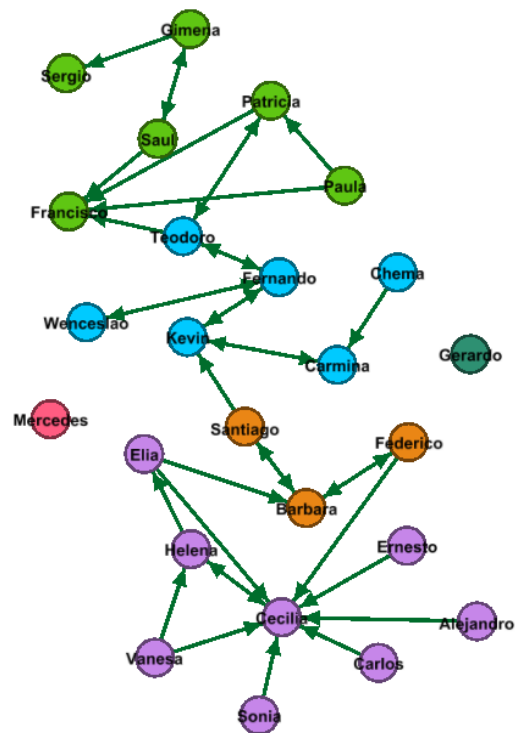 Gimena
Sergio
Patricia
Saul
Paula
Francisco
Teodoro
Fernando
Chema
Wenceslao
Kevin
Carmina
Gerardo
Mercedes
Santiago
Federico
Elia
Barbara
Helena
Ernesto
Cecilia
Alejandro
Vanesa
Carlos
Sonia